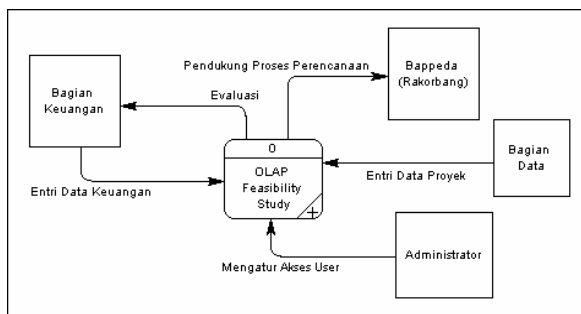 Pendukung Proses Perencanaan
Bappeda
(Rakorbang)
Bagian
Keuangan
Evaluasi
0
OLAP
Feasibility
Study
Bagian
Data
Entri Data Keuangan
Entri Data Proyek
Administrator
Mengatur Akses User